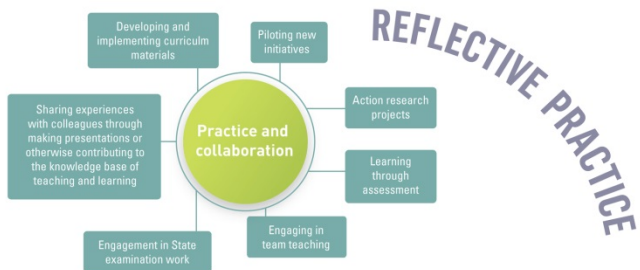 Developing and
implementing curriculm
materials
Piloting new
initiatives
REFLECTIVE PRACTICE
Sharing experiences
with colleagues through
making presentations or
otherwise contributing to
the knowledge base of
teaching and learning
Practice and
collaboration
Action research
projects
Learning
through
assessment
Engaging in
team teaching
Engagement in State
examination work